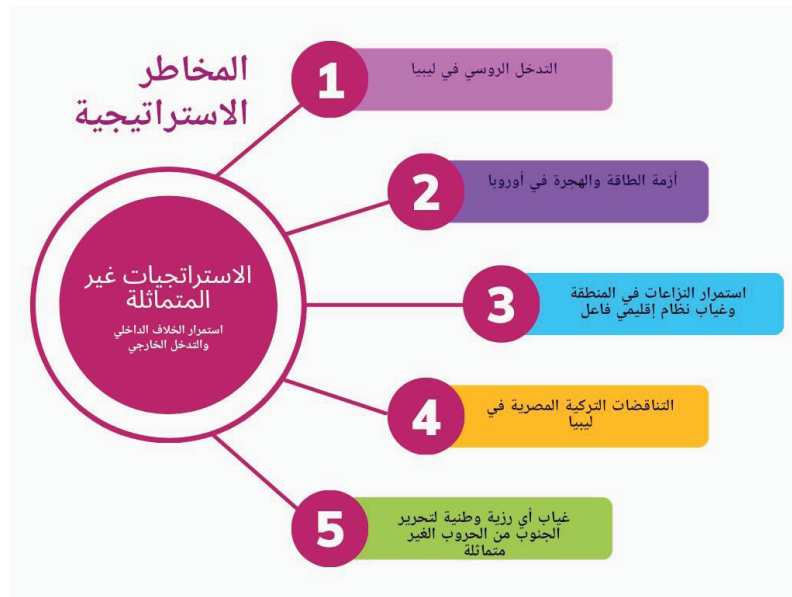 المخاطر
الاستراتيجية
1
التدخل الروسي في ليبيا
2
أزمة الطاقة والهجرة في أوروبا
الاستراتجيات غير
المتماثلة
استمرار الخلاف الداخلي
والتدخل الخارجي
3
استمرار النزاعات في المنطقة
وغياب نظام إقليمي فاعل
4
التناقضات التركية المصرية في
ليبيا
5
غياب أي رزية وطنية لتحرير
الجنوب من الحروب الغير
متماثلة